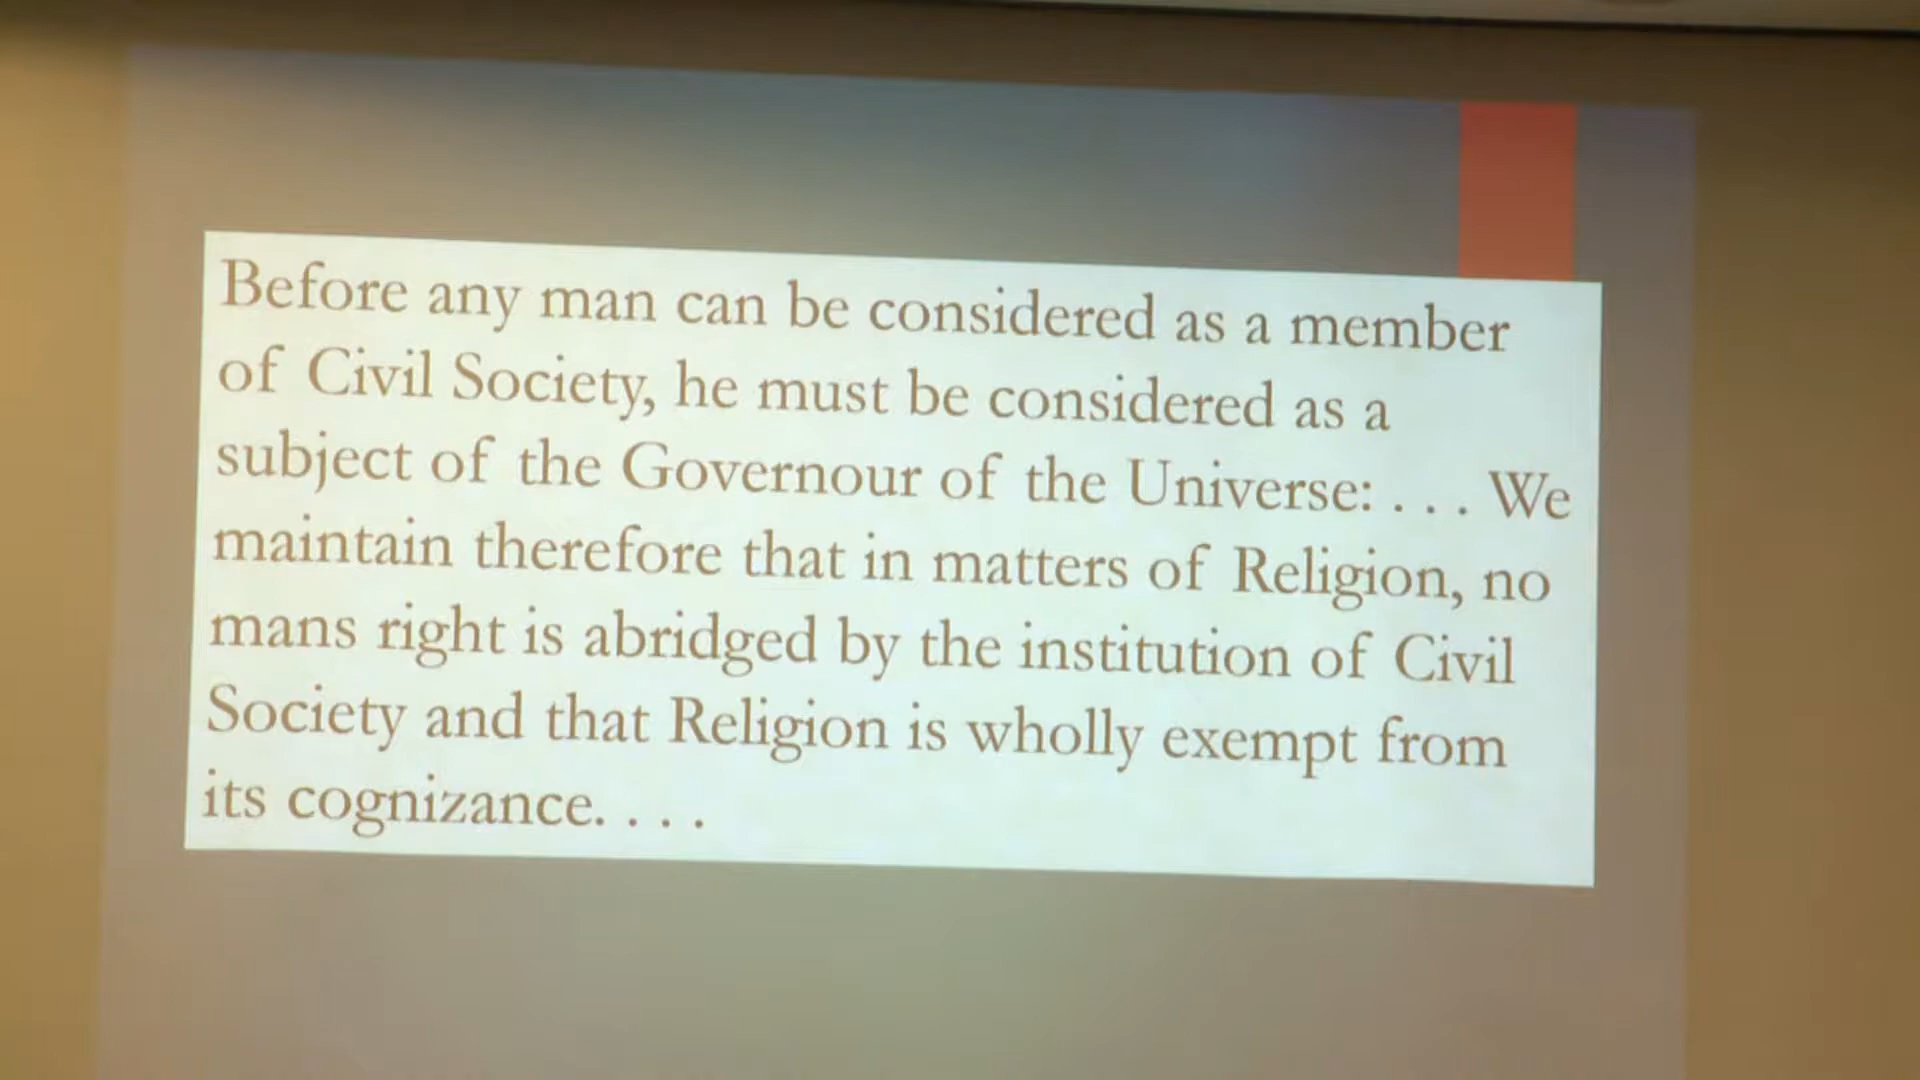 Before any man can be considered as a member
of Civil Society, he must be considered as a
subject of the Governour of the Universe: . . . We
maintain therefore that in matters of Religion, no
mans right is abridged by the institution of Civil
Society and that Religion is wholly exempt from
its cognizance. . . .